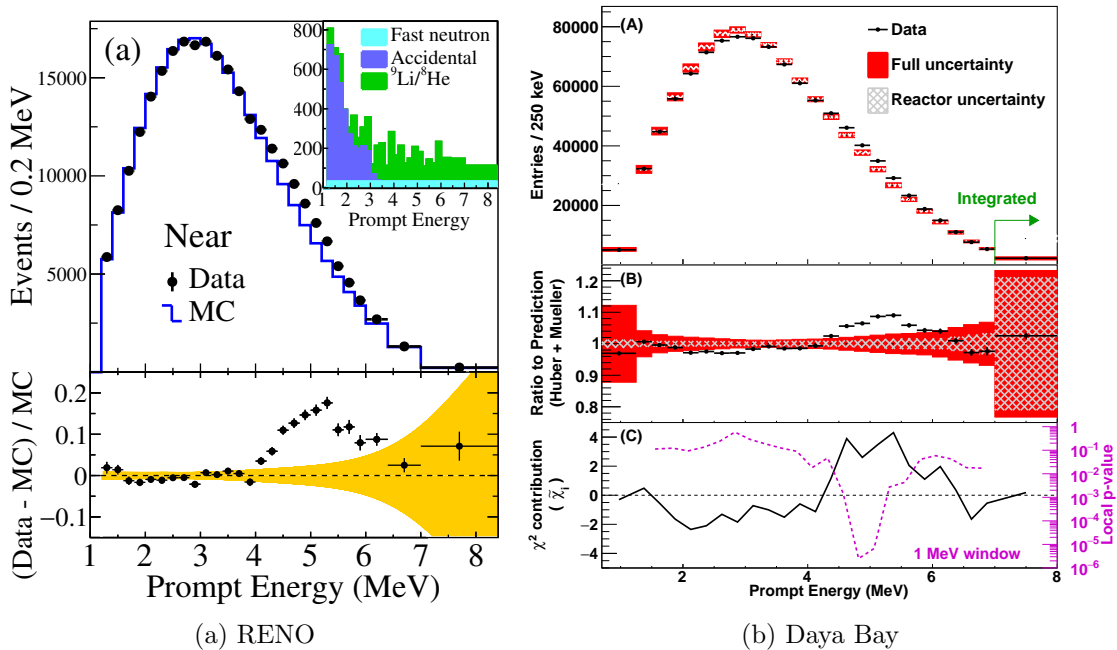 (a)
Events / 0.2 MeV
15000
10000
5000
Near
Data
MC
800
600
400
200
0
Fast neutron
Accidental
⁹Li/⁸He
1 2 3 4 5 6 7 8
Prompt Energy
(Data - MC) / MC
0.2
0.1
0
−0.1
1 2 3 4 5 6 7 8
Prompt Energy (MeV)
(a) RENO
(A)
Entries / 250 keV
80000
60000
40000
20000
Data
Full uncertainty
Reactor uncertainty
Integrated
(B)
Ratio to Prediction
(Huber + Mueller)
1.2
1.1
1
0.9
0.8
(C)
χ² contribution
( χ̃ᵢ )
4
2
0
−2
−4
1
10⁻¹
10⁻²
10⁻³
10⁻⁴
10⁻⁵
10⁻⁶
Local p-value
1 MeV window
2 4 6 8
Prompt Energy (MeV)
(b) Daya Bay